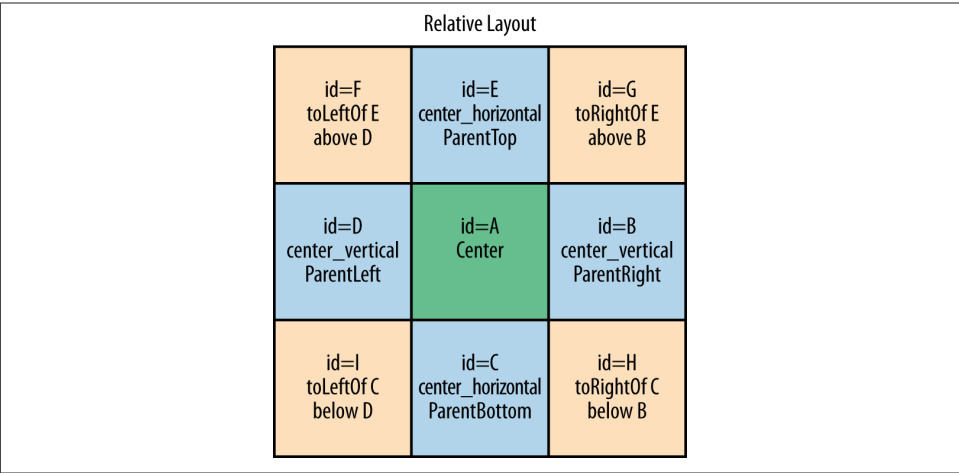 Relative Layout
id=F
toLeftOf E
above D
id=E
center_horizontal
ParentTop
id=G
toRightOf E
above B
id=D
center_vertical
ParentLeft
id=A
Center
id=B
center_vertical
ParentRight
id=I
toLeftOf C
below D
id=C
center_horizontal
ParentBottom
id=H
toRightOf C
below B